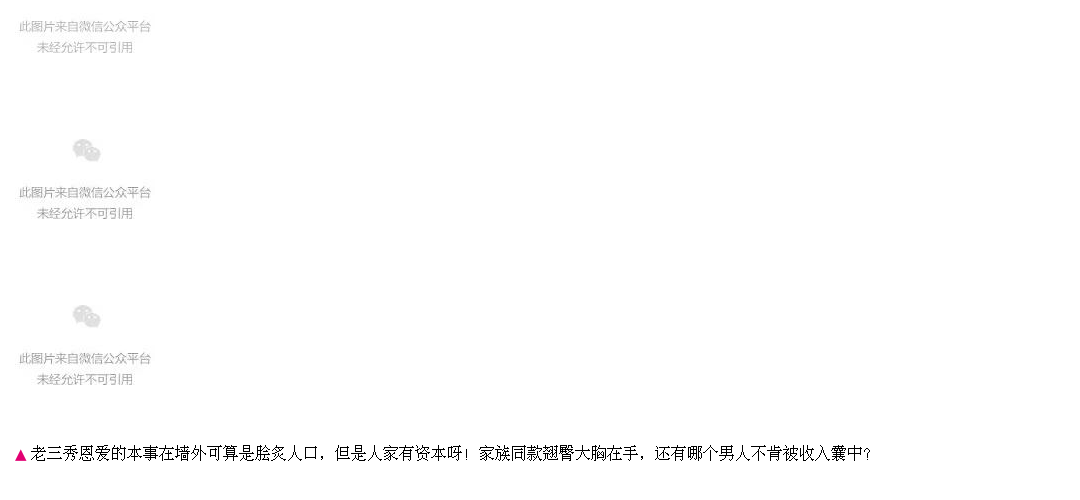 此图片来自微信公众平台
未经允许不可引用
此图片来自微信公众平台
未经允许不可引用
此图片来自微信公众平台
未经允许不可引用
▲老三秀恩爱的本事在墙外可算是脍炙人口，但是人家有资本呀！家族同款翘臀大胸在手，还有哪个男人不肯被收入囊中？